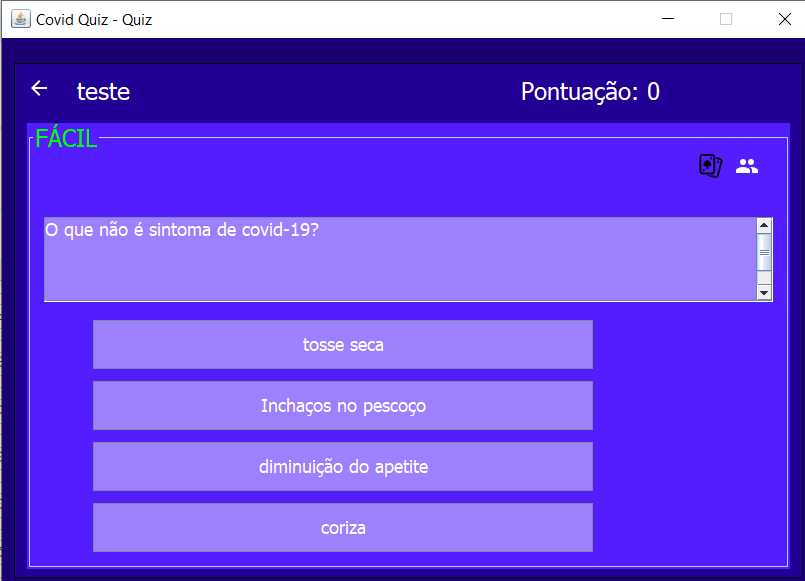 Covid Quiz - Quiz
teste
Pontuação: 0
FÁCIL
O que não é sintoma de covid-19?
tosse seca
Inchaços no pescoço
diminuição do apetite
coriza